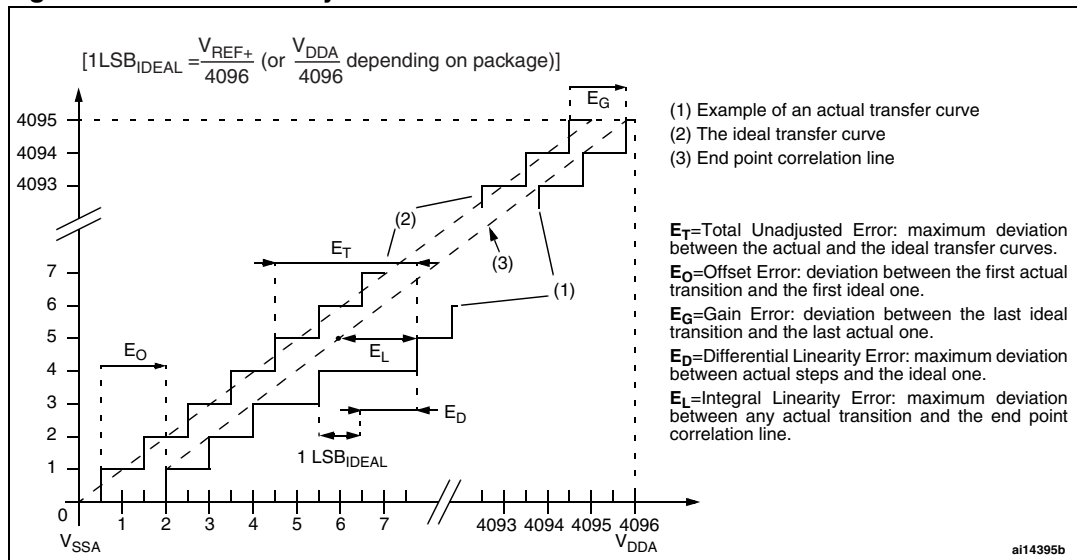 [1LSB_IDEAL = V_REF+/4096 (or V_DDA/4096 depending on package)]
E_G
4095
4094
4093
7
6
5
4
3
2
1
0
(2)
E_T
(3)
(1)
E_O
E_L
E_D
1 LSB_IDEAL
1 2 3 4 5 6 7 4093 4094 4095 4096
V_SSA
V_DDA
(1) Example of an actual transfer curve
(2) The ideal transfer curve
(3) End point correlation line
E_T=Total Unadjusted Error: maximum deviation
between the actual and the ideal transfer curves.
E_O=Offset Error: deviation between the first actual
transition and the first ideal one.
E_G=Gain Error: deviation between the last ideal
transition and the last actual one.
E_D=Differential Linearity Error: maximum deviation
between actual steps and the ideal one.
E_L=Integral Linearity Error: maximum deviation
between any actual transition and the end point
correlation line.
ai14395b